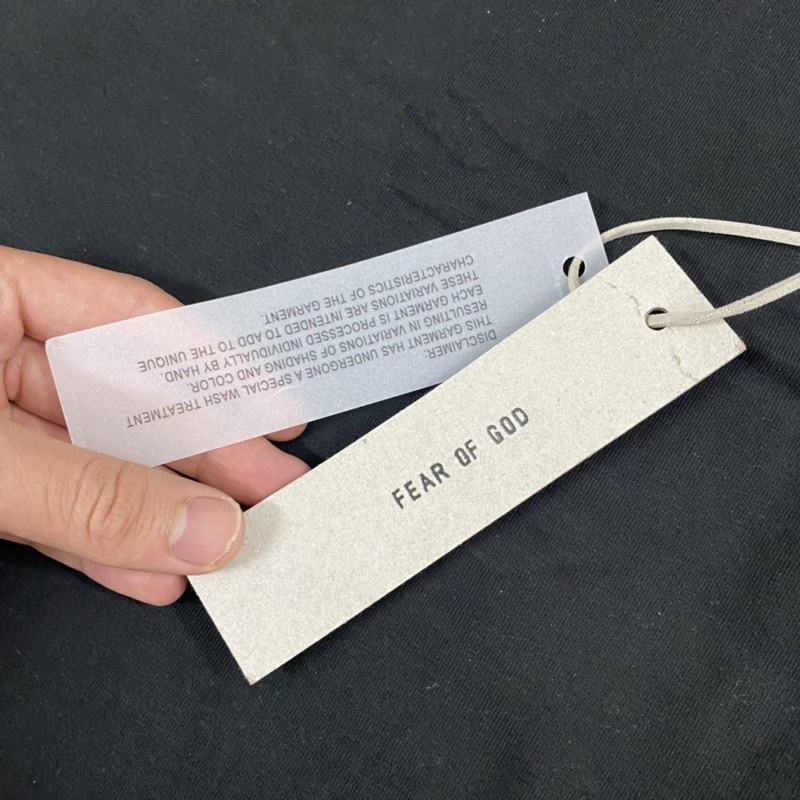 DISCLAIMER:
THIS GARMENT HAS UNDERGONE A SPECIAL WASH TREATMENT
RESULTING IN VARIATIONS OF SHADING AND COLOR.
EACH GARMENT IS PROCESSED INDIVIDUALLY BY HAND.
THESE VARIATIONS ARE INTENDED TO ADD TO THE UNIQUE
CHARACTERISTICS OF THE GARMENT.
FEAR OF GOD